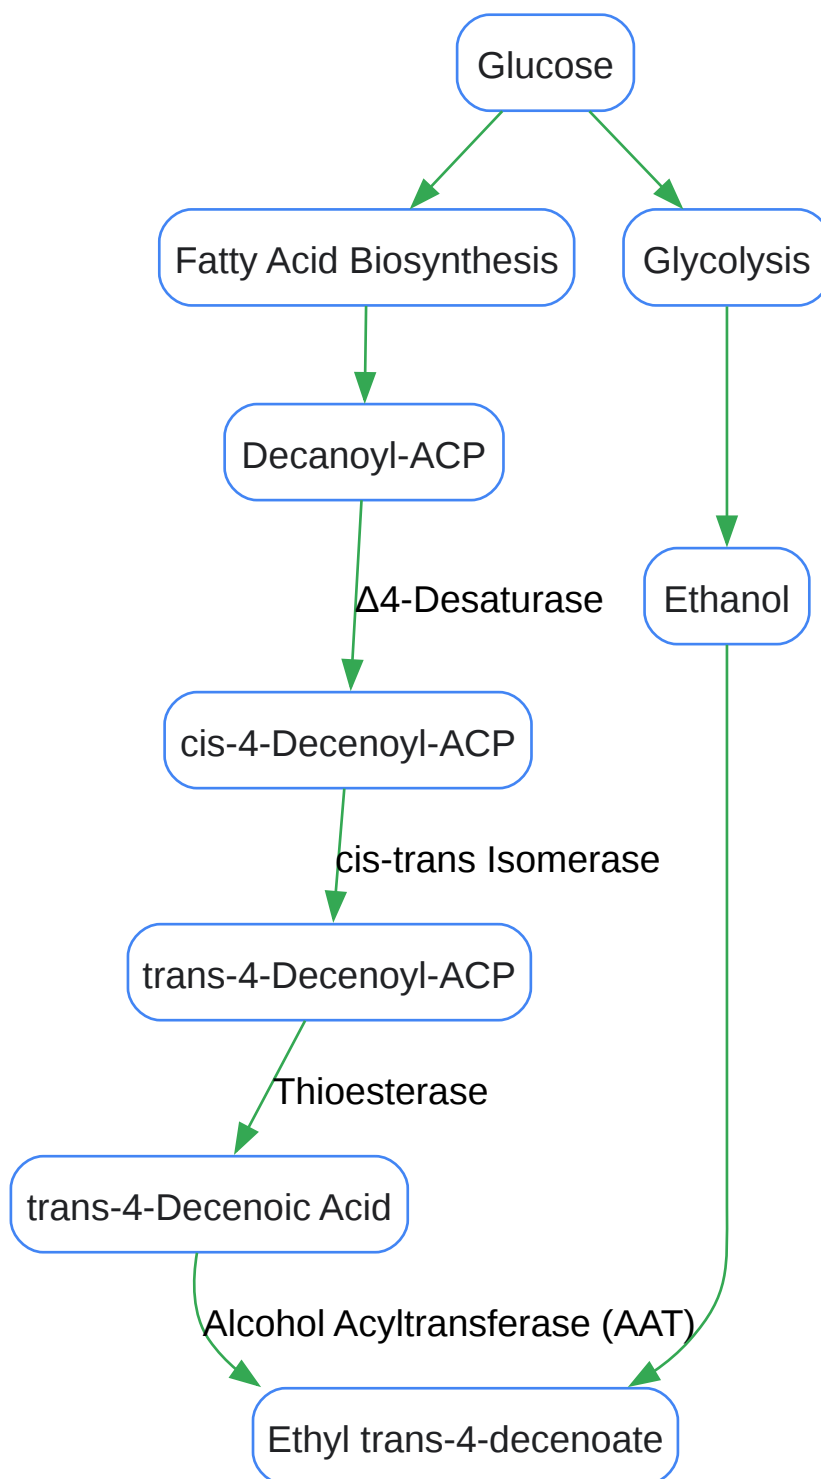 Glucose
Fatty Acid Biosynthesis
Glycolysis
Decanoyl-ACP
Δ4-Desaturase
Ethanol
cis-4-Decenoyl-ACP
cis-trans Isomerase
trans-4-Decenoyl-ACP
Thioesterase
trans-4-Decenoic Acid
Alcohol Acyltransferase (AAT)
Ethyl trans-4-decenoate